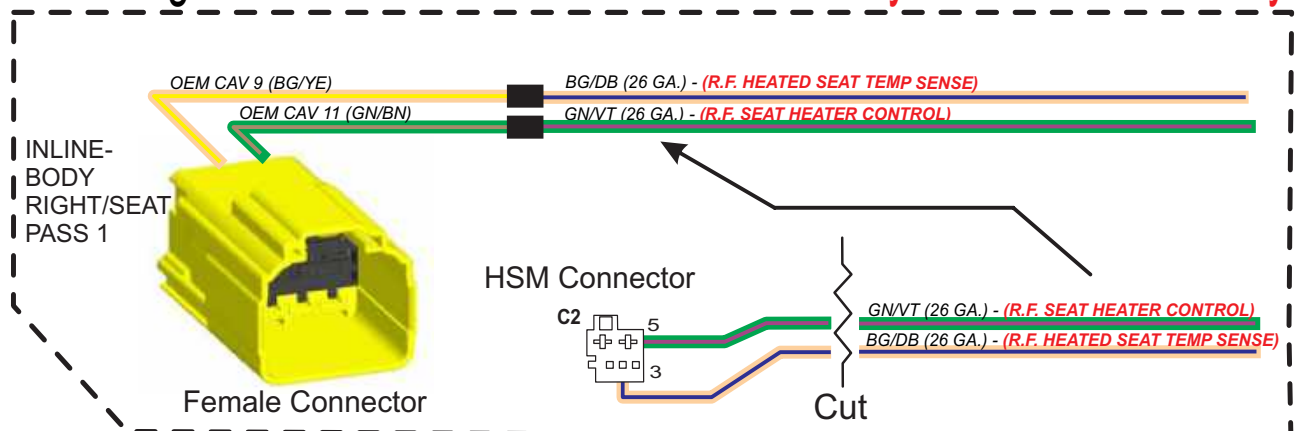 OEM CAV 9 (BG/YE)
BG/DB (26 GA.) - (R.F. HEATED SEAT TEMP SENSE)
OEM CAV 11 (GN/BN)
GN/VT (26 GA.) - (R.F. SEAT HEATER CONTROL)
INLINE-
BODY
RIGHT/SEAT
PASS 1
HSM Connector
C2
5
3
GN/VT (26 GA.) - (R.F. SEAT HEATER CONTROL)
BG/DB (26 GA.) - (R.F. HEATED SEAT TEMP SENSE)
Female Connector
Cut